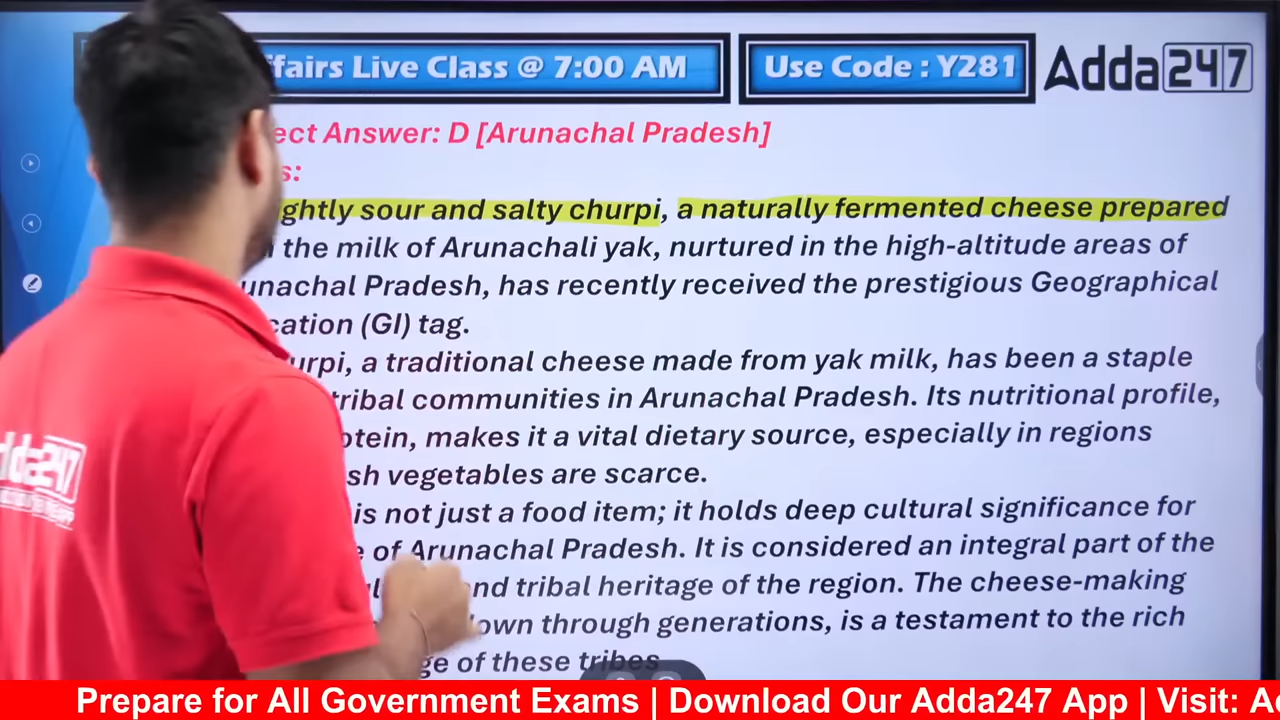 ffairs Live Class @ 7:00 AM
Use Code : Y281
Adda247
ect Answer: D [Arunachal Pradesh]
s:
ghtly sour and salty churpi, a naturally fermented cheese prepared
the milk of Arunachali yak, nurtured in the high-altitude areas of
unachal Pradesh, has recently received the prestigious Geographical
cation (GI) tag.
urpi, a traditional cheese made from yak milk, has been a staple
tribal communities in Arunachal Pradesh. Its nutritional profile,
otein, makes it a vital dietary source, especially in regions
sh vegetables are scarce.
is not just a food item; it holds deep cultural significance for
of Arunachal Pradesh. It is considered an integral part of the
nd tribal heritage of the region. The cheese-making
own through generations, is a testament to the rich
ge of these tribes
dda247
Prepare for All Government Exams | Download Our Adda247 App | Visit: A